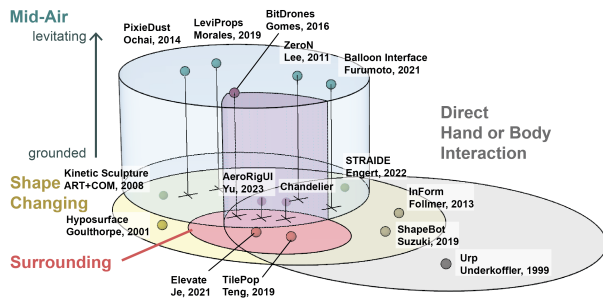 Mid-Air
levitating
grounded
PixieDust
Ochai, 2014
LeviProps
Morales, 2019
BitDrones
Gomes, 2016
ZeroN
Lee, 2011
Balloon Interface
Furumoto, 2021
Direct
Hand or Body
Interaction
Kinetic Sculpture
ART+COM, 2008
AeroRigUI
Yu, 2023
Chandelier
STRAIDE
Engert, 2022
Shape
Changing
InForm
Follmer, 2013
Hyposurface
Goulthorpe, 2001
ShapeBot
Suzuki, 2019
Surrounding
Urp
Underkoffler, 1999
Elevate
Je, 2021
TilePop
Teng, 2019